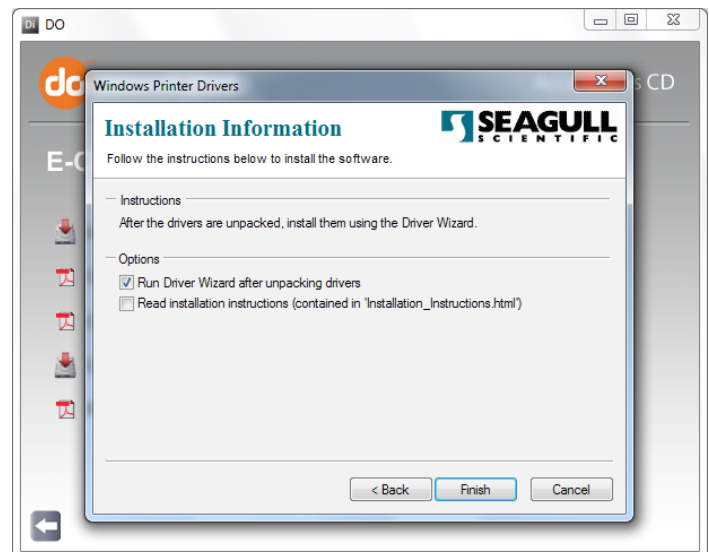 Di DO
do
s CD
E-C
Windows Printer Drivers
Installation Information
SEAGULL
SCIENTIFIC
Follow the instructions below to install the software.
Instructions
After the drivers are unpacked, install them using the Driver Wizard.
Options
Run Driver Wizard after unpacking drivers
Read installation instructions (contained in 'Installation_Instructions.html')
< Back Finish Cancel